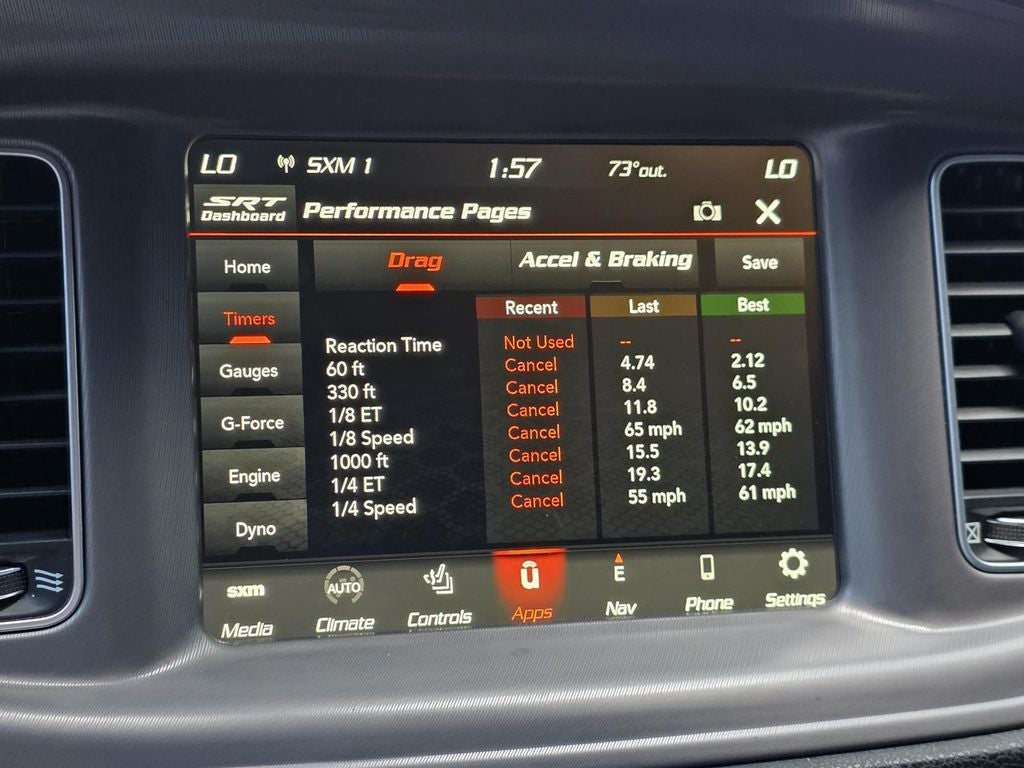 LO SXM 1 1:57 73°out. LO
SRT
Dashboard
Performance Pages
Home
Drag
Accel & Braking
Save
Recent Last Best
Timers
Reaction Time Not Used -- --
60 ft Cancel 4.74 2.12
Gauges
330 ft Cancel 8.4 6.5
1/8 ET Cancel 11.8 10.2
G-Force
1/8 Speed Cancel 65 mph 62 mph
1000 ft Cancel 15.5 13.9
Engine
1/4 ET Cancel 19.3 17.4
1/4 Speed Cancel 55 mph 61 mph
Dyno
sxm AUTO E
Media Climate Controls Apps Nav Phone Settings